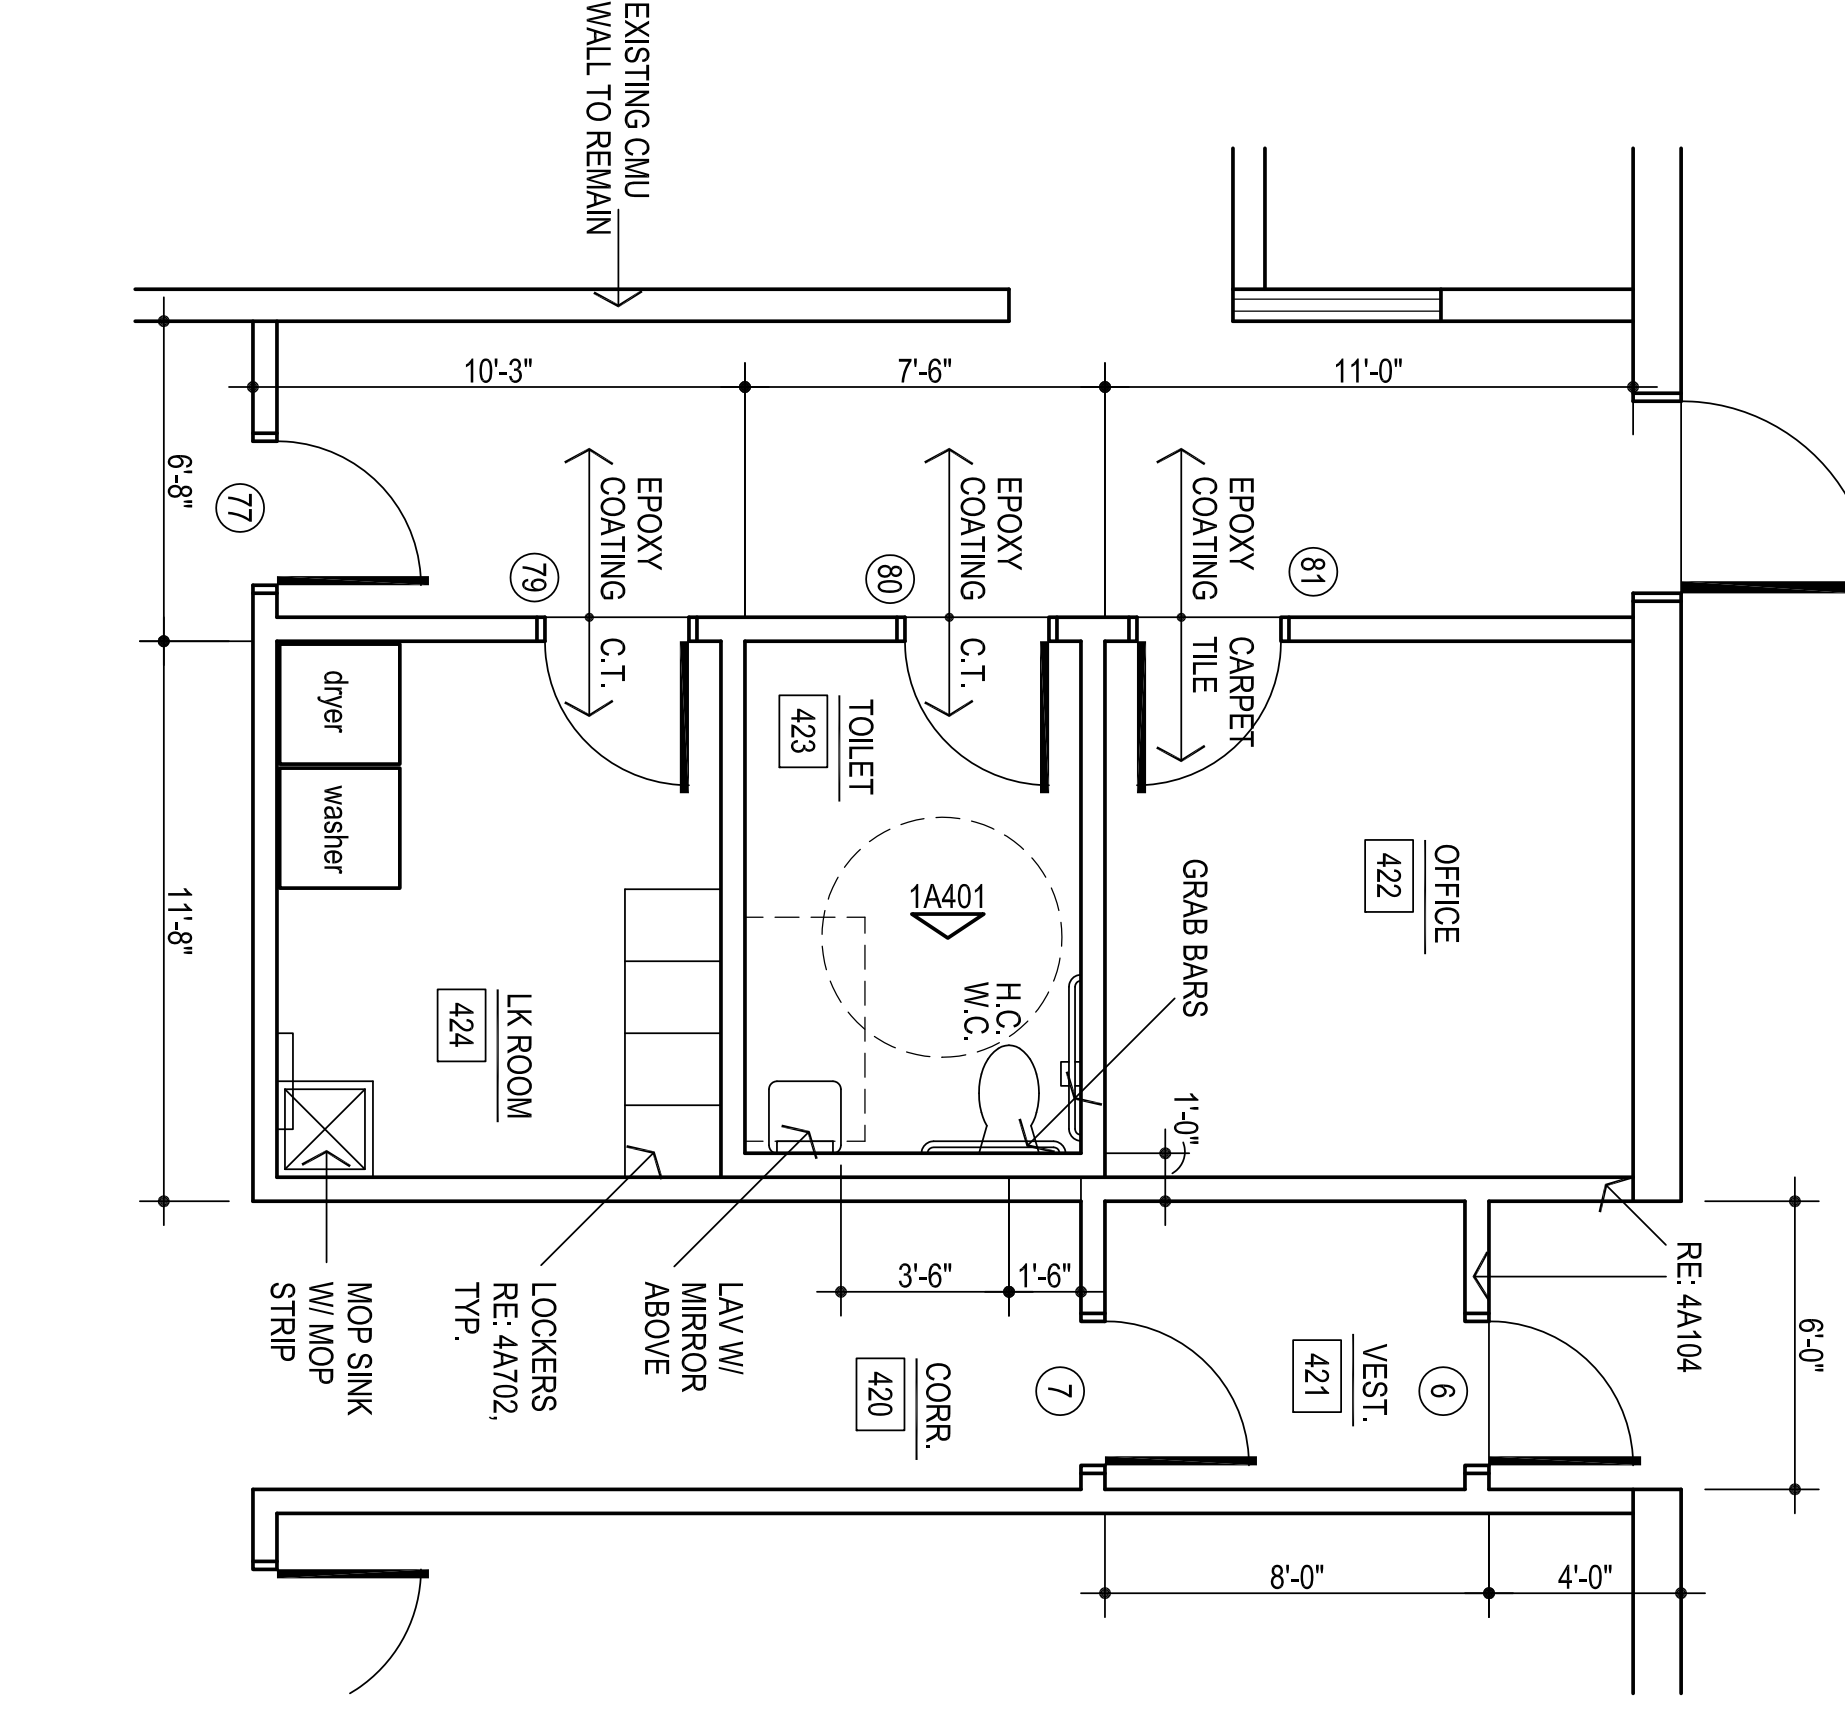 EXISTING CMU
WALL TO REMAIN
10'-3"
7'-6"
11'-0"
6'-8"
77
79
EPOXY
COATING
C.T.
80
EPOXY
COATING
C.T.
81
EPOXY
COATING
CARPET
TILE
dryer
washer
TOILET
423
OFFICE
422
GRAB BARS
1A401
H.C.
W.C.
11'-8"
LK ROOM
424
1'-0"
MOP SINK
W/ MOP
STRIP
LOCKERS
RE: 4A702,
TYP.
LAV W/
MIRROR
ABOVE
3'-6"
1'-6"
RE: 4A104
6'-0"
CORR.
420
7
VEST.
421
6
8'-0"
4'-0"